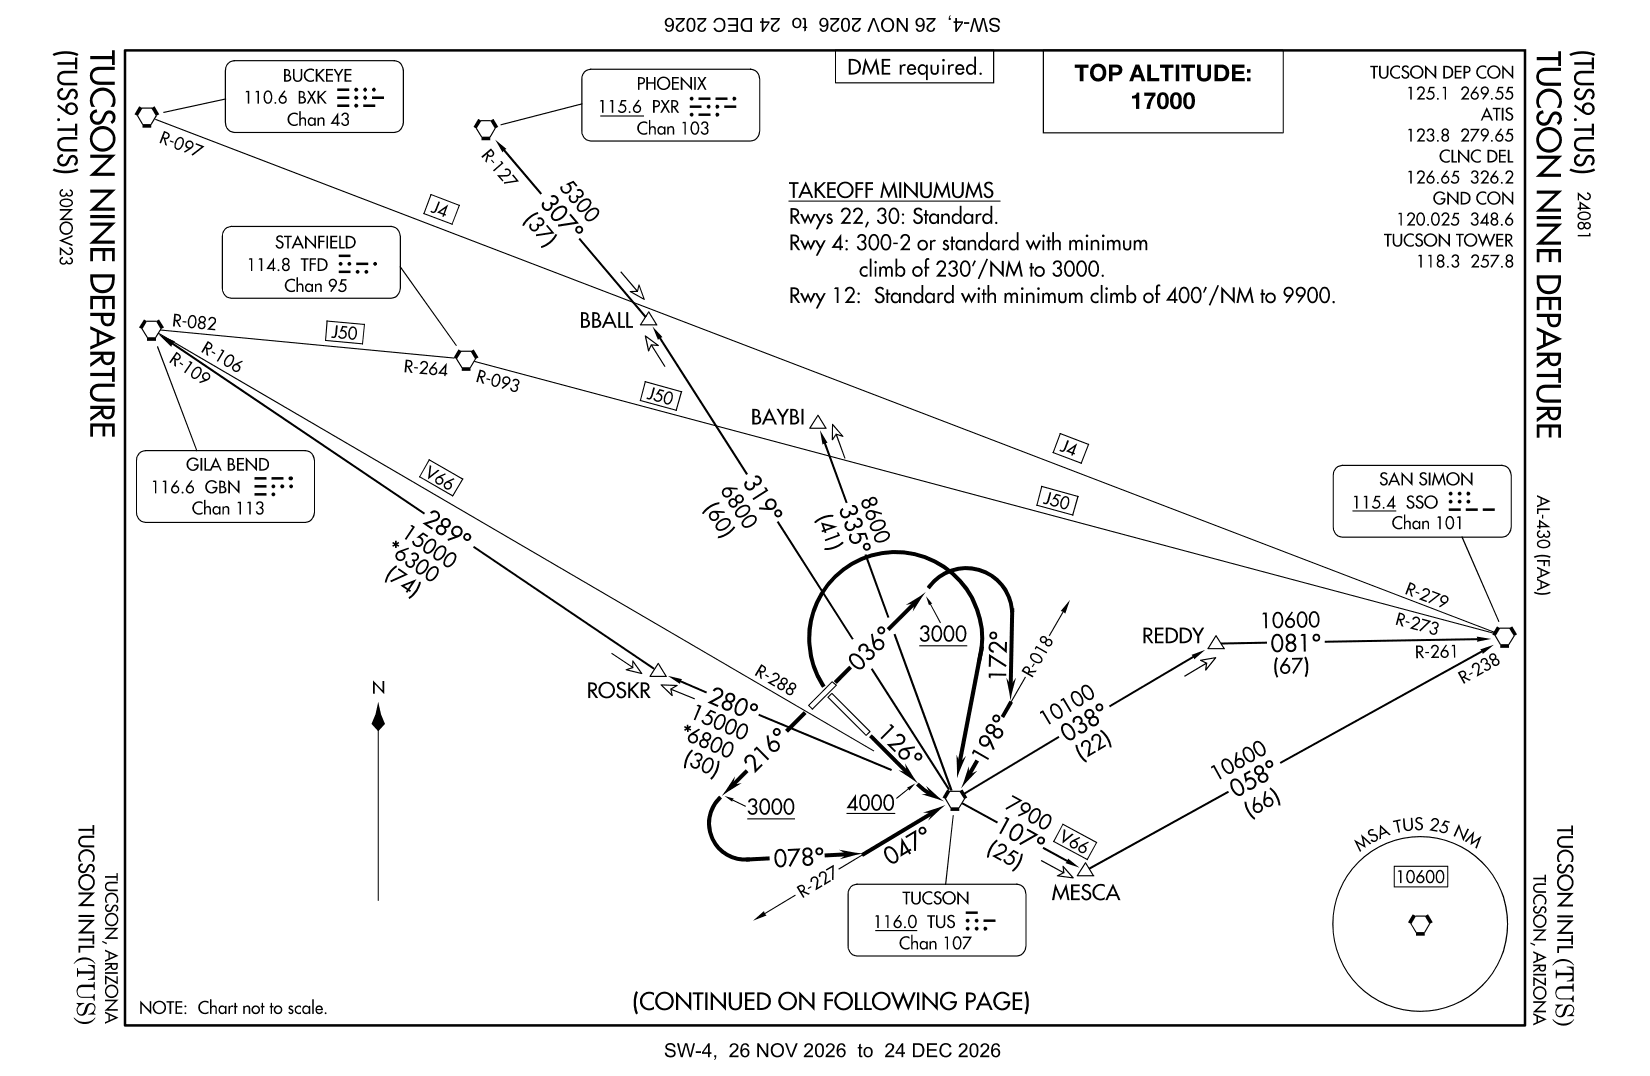 SW-4, 26 NOV 2026 to 24 DEC 2026
(TUS9.TUS) 30NOV23
TUCSON NINE DEPARTURE
TUCSON INTL (TUS)
TUCSON, ARIZONA
BUCKEYE
110.6 BXK
Chan 43
R-097
PHOENIX
115.6 PXR
Chan 103
R-127
DME required.
TOP ALTITUDE:
17000
TUCSON DEP CON
125.1 269.55
ATIS
123.8 279.65
CLNC DEL
126.65 326.2
GND CON
120.025 348.6
TUCSON TOWER
118.3 257.8
TAKEOFF MINUMUMS
Rwys 22, 30: Standard.
Rwy 4: 300-2 or standard with minimum
climb of 230'/NM to 3000.
Rwy 12: Standard with minimum climb of 400'/NM to 9900.
5300
307°
(37)
J4
STANFIELD
114.8 TFD
Chan 95
BBALL
R-082
J50
R-106
R-109
R-264
R-093
J50
BAYBI
J4
J50
GILA BEND
116.6 GBN
Chan 113
V66
289°
15000
*6300
(74)
319°
6800
(60)
8600
335°
(41)
SAN SIMON
115.4 SSO
Chan 101
R-279
R-273
R-261
R-238
036°
3000
172°
R-018
REDDY
10600
081°
(67)
ROSKR
R-288
280°
15000
*6800
(30)
216°
126°
198°
10100
038°
(22)
N
3000
4000
078°
047°
R-227
7900
107°
(25)
V66
MESCA
10600
058°
(66)
TUCSON
116.0 TUS
Chan 107
MSA TUS 25 NM
10600
NOTE: Chart not to scale.
(CONTINUED ON FOLLOWING PAGE)
(TUS9.TUS) 24081
TUCSON NINE DEPARTURE
AL-430 (FAA)
TUCSON INTL (TUS)
TUCSON, ARIZONA
SW-4, 26 NOV 2026 to 24 DEC 2026